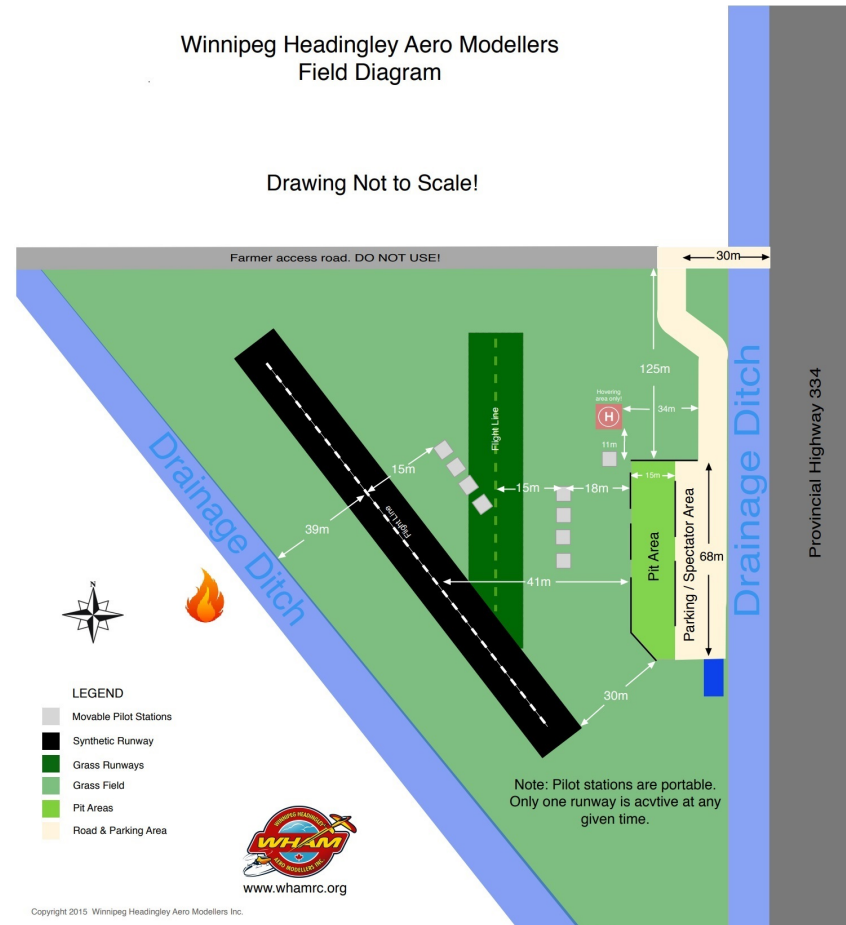 Winnipeg Headingley Aero Modellers
Field Diagram
Drawing Not to Scale!
Farmer access road. DO NOT USE!
30m
125m
Hovering
area only!
H
34m
11m
Flight Line
15m
15m
15m
18m
39m
Flight Line
41m
68m
Pit Area
Parking / Spectator Area
Drainage Ditch
Drainage Ditch
Provincial Highway 334
N
30m
LEGEND
Movable Pilot Stations
Synthetic Runway
Grass Runways
Grass Field
Pit Areas
Road & Parking Area
Note: Pilot stations are portable.
Only one runway is acvtive at any
given time.
WINNIPEG HEADINGLEY
WHAM
AERO MODELLERS INC.
www.whamrc.org
Copyright 2015 Winnipeg Headingley Aero Modellers Inc.